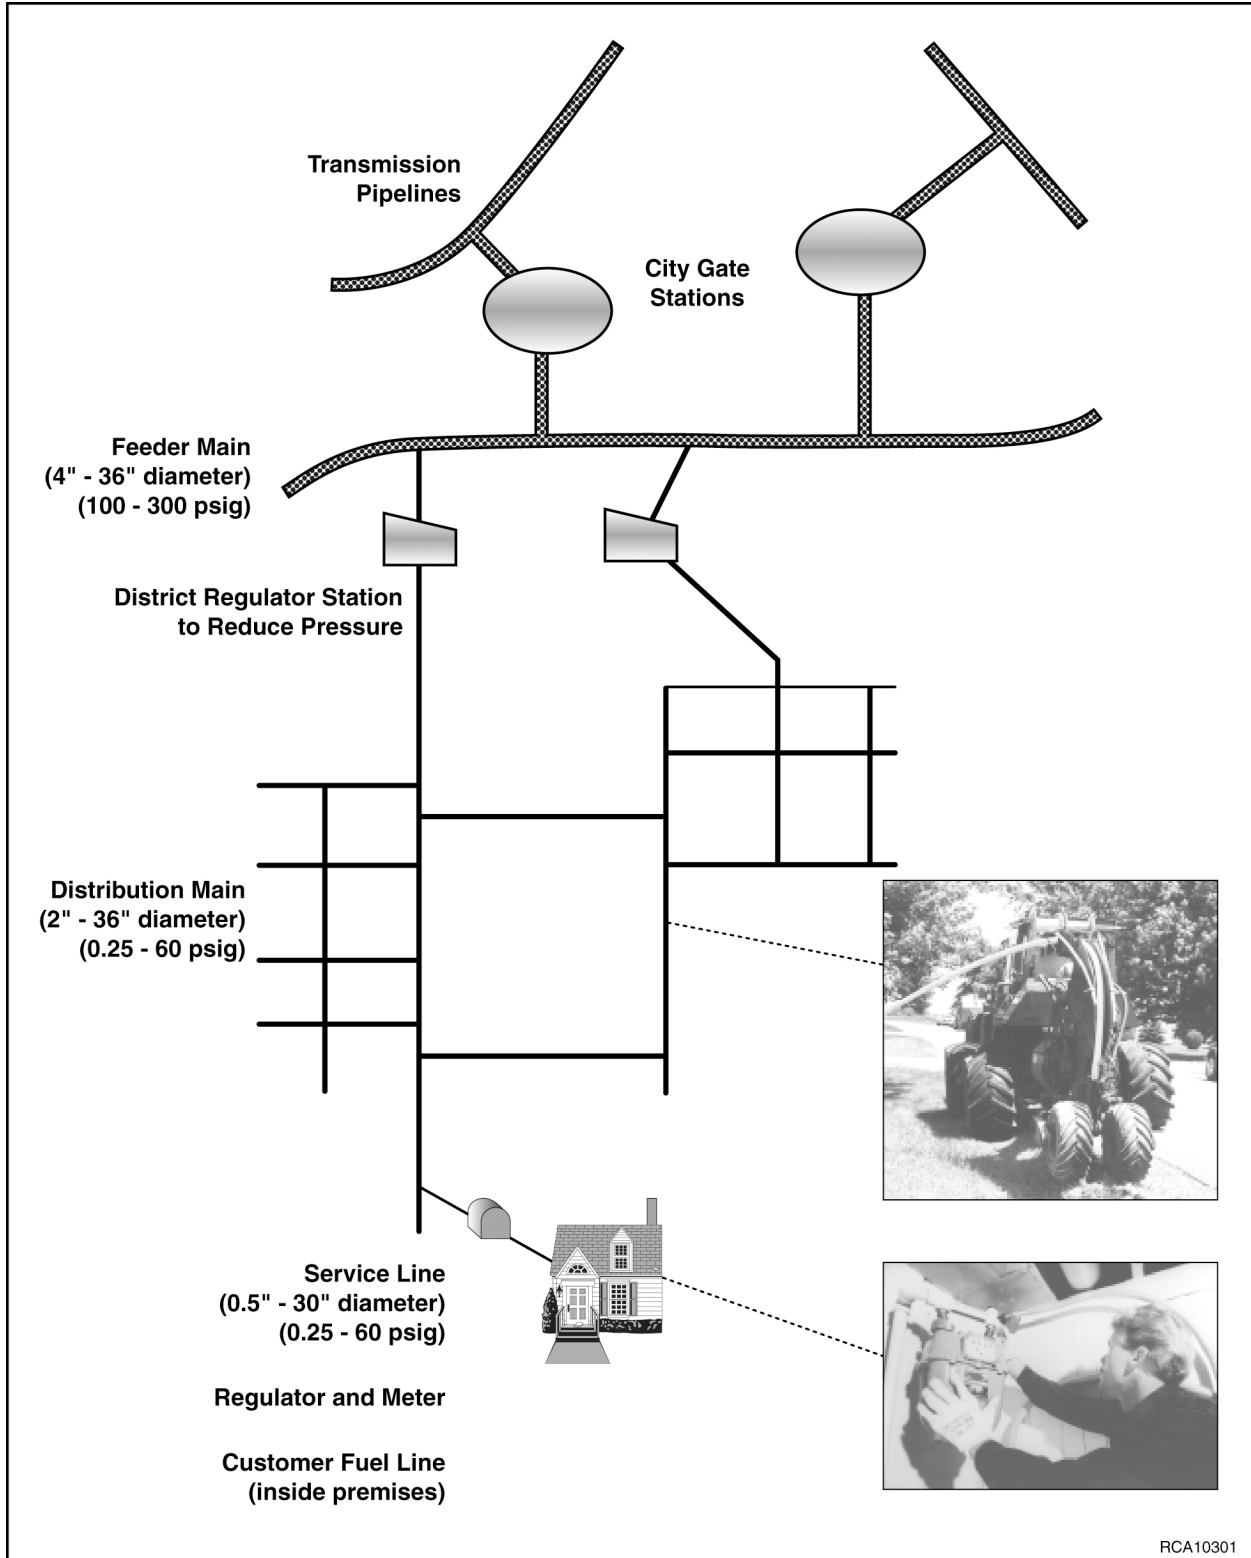 Transmission
Pipelines
City Gate
Stations
Feeder Main
(4" - 36" diameter)
(100 - 300 psig)
District Regulator Station
to Reduce Pressure
Distribution Main
(2" - 36" diameter)
(0.25 - 60 psig)
Service Line
(0.5" - 30" diameter)
(0.25 - 60 psig)
Regulator and Meter
Customer Fuel Line
(inside premises)
RCA10301